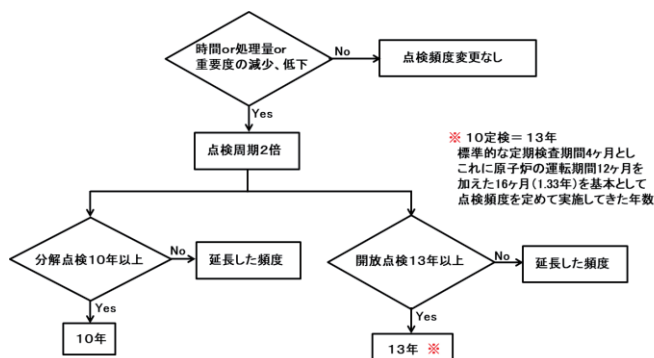 時間or処理量or
重要度の減少、低下
No
点検頻度変更なし
Yes
点検周期2倍
※ 10定検=13年
標準的な定期検査期間4ヶ月とし
これに原子炉の運転期間12ヶ月を
加えた16ヶ月(1.33年)を基本として
点検頻度を定めて実施してきた年数
分解点検10年以上
No
延長した頻度
開放点検13年以上
No
延長した頻度
Yes
10年
Yes
13年 ※